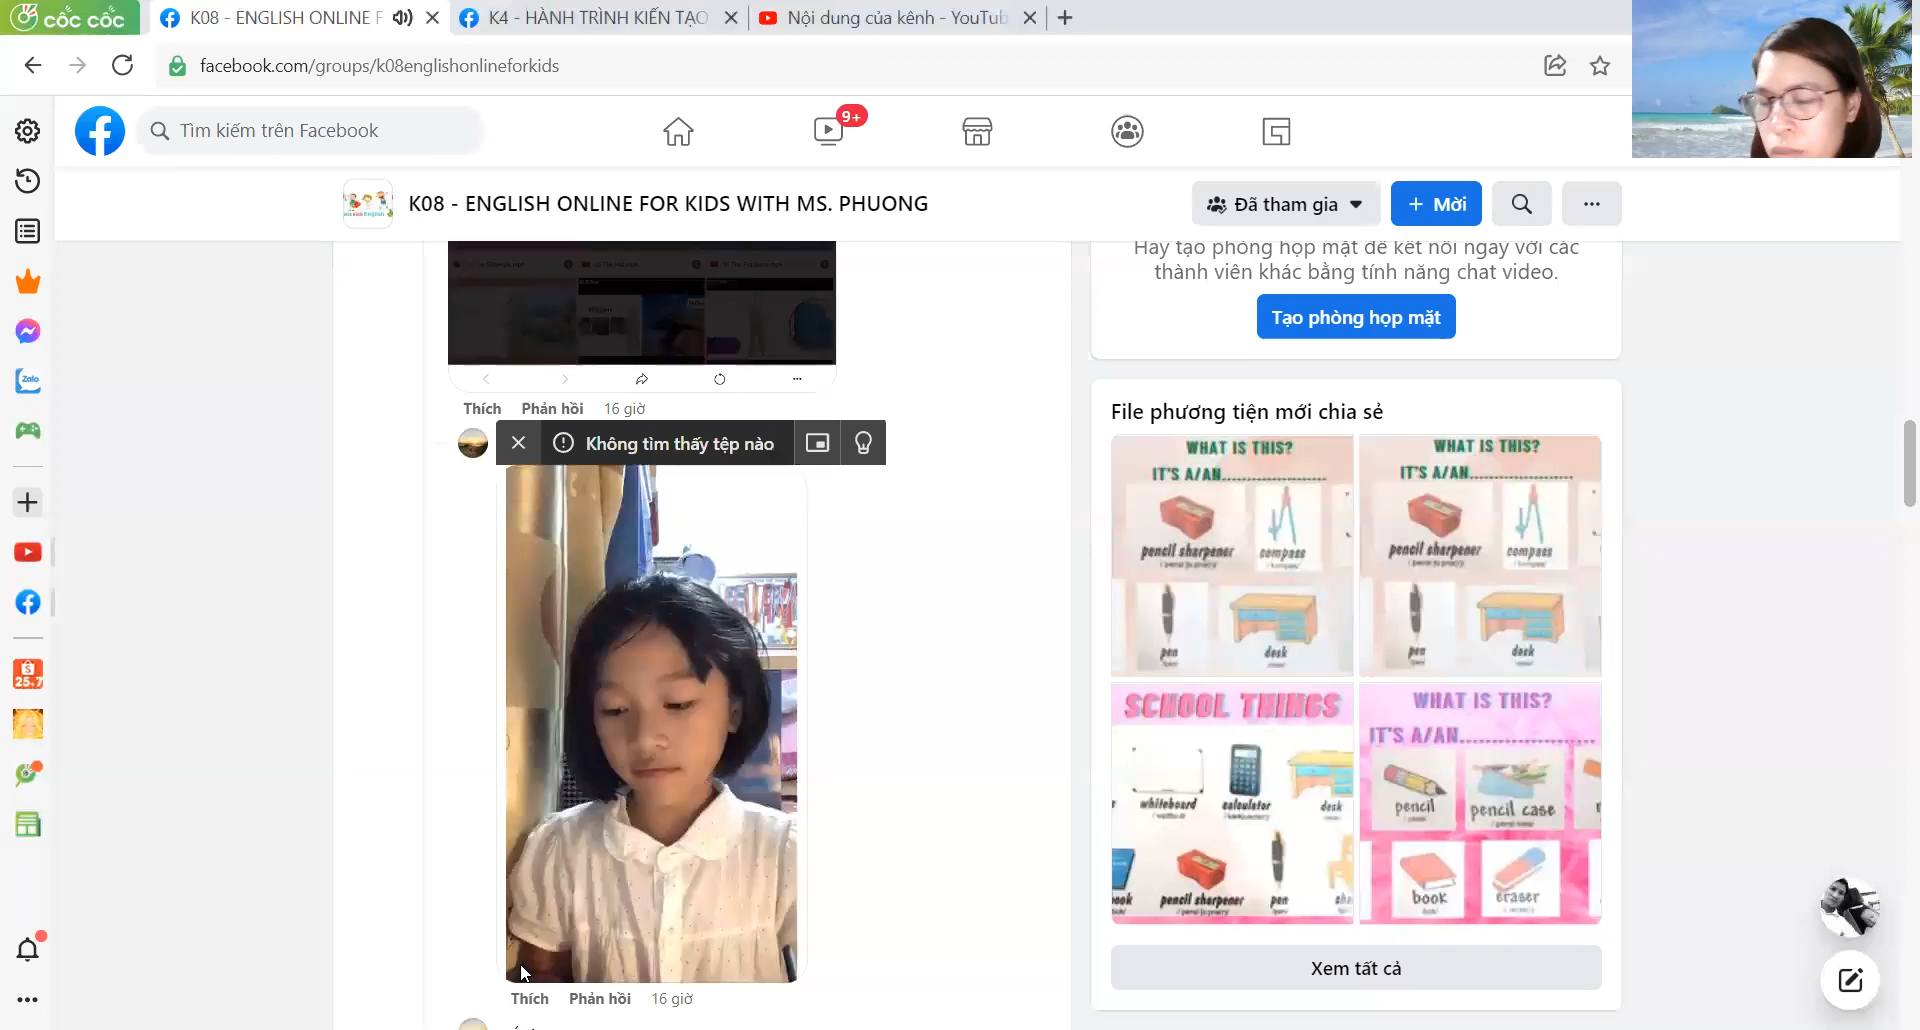 cốc cốc
K08 - ENGLISH ONLINE F
K4 - HÀNH TRÌNH KIẾN TẠO
Nội dung của kênh - YouTub
facebook.com/groups/k08englishonlineforkids
Tìm kiếm trên Facebook
9+
K08 - ENGLISH ONLINE FOR KIDS WITH MS. PHUONG
Đã tham gia
+ Mời
Hãy tạo phòng họp mặt để kết nối ngay với các
thành viên khác bằng tính năng chat video.
Tạo phòng họp mặt
Thích Phản hồi 16 giờ
Không tìm thấy tệp nào
Thích Phản hồi 16 giờ
File phương tiện mới chia sẻ
WHAT IS THIS?
IT'S A/AN
pencil sharpener
compass
pen
desk
WHAT IS THIS?
IT'S A/AN
pencil sharpener
compass
pen
desk
SCHOOL THINGS
whiteboard
calculator
desk
pencil sharpener
pen
WHAT IS THIS?
IT'S A/AN
pencil
pencil case
book
eraser
Xem tất cả
Zalo
25.7